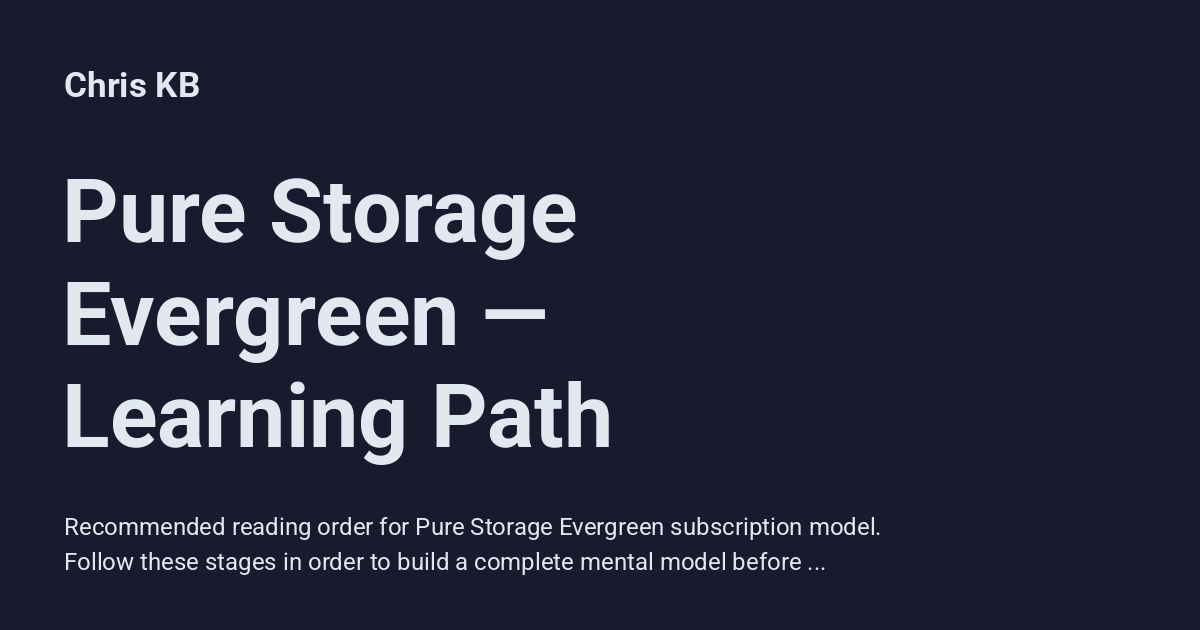 Chris KB
Pure Storage
Evergreen —
Learning Path
Recommended reading order for Pure Storage Evergreen subscription model.
Follow these stages in order to build a complete mental model before ...